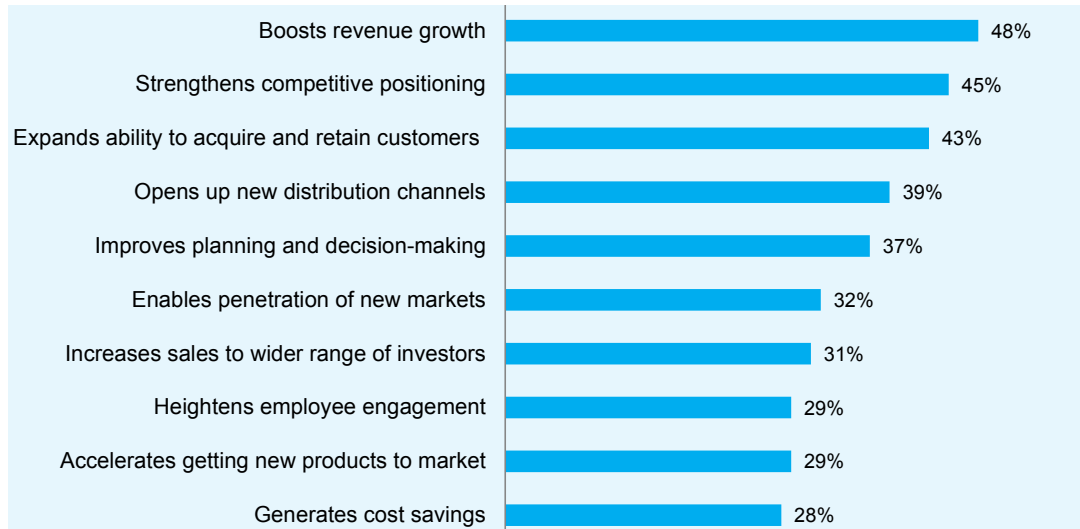 Boosts revenue growth 48%
Strengthens competitive positioning 45%
Expands ability to acquire and retain customers 43%
Opens up new distribution channels 39%
Improves planning and decision-making 37%
Enables penetration of new markets 32%
Increases sales to wider range of investors 31%
Heightens employee engagement 29%
Accelerates getting new products to market 29%
Generates cost savings 28%